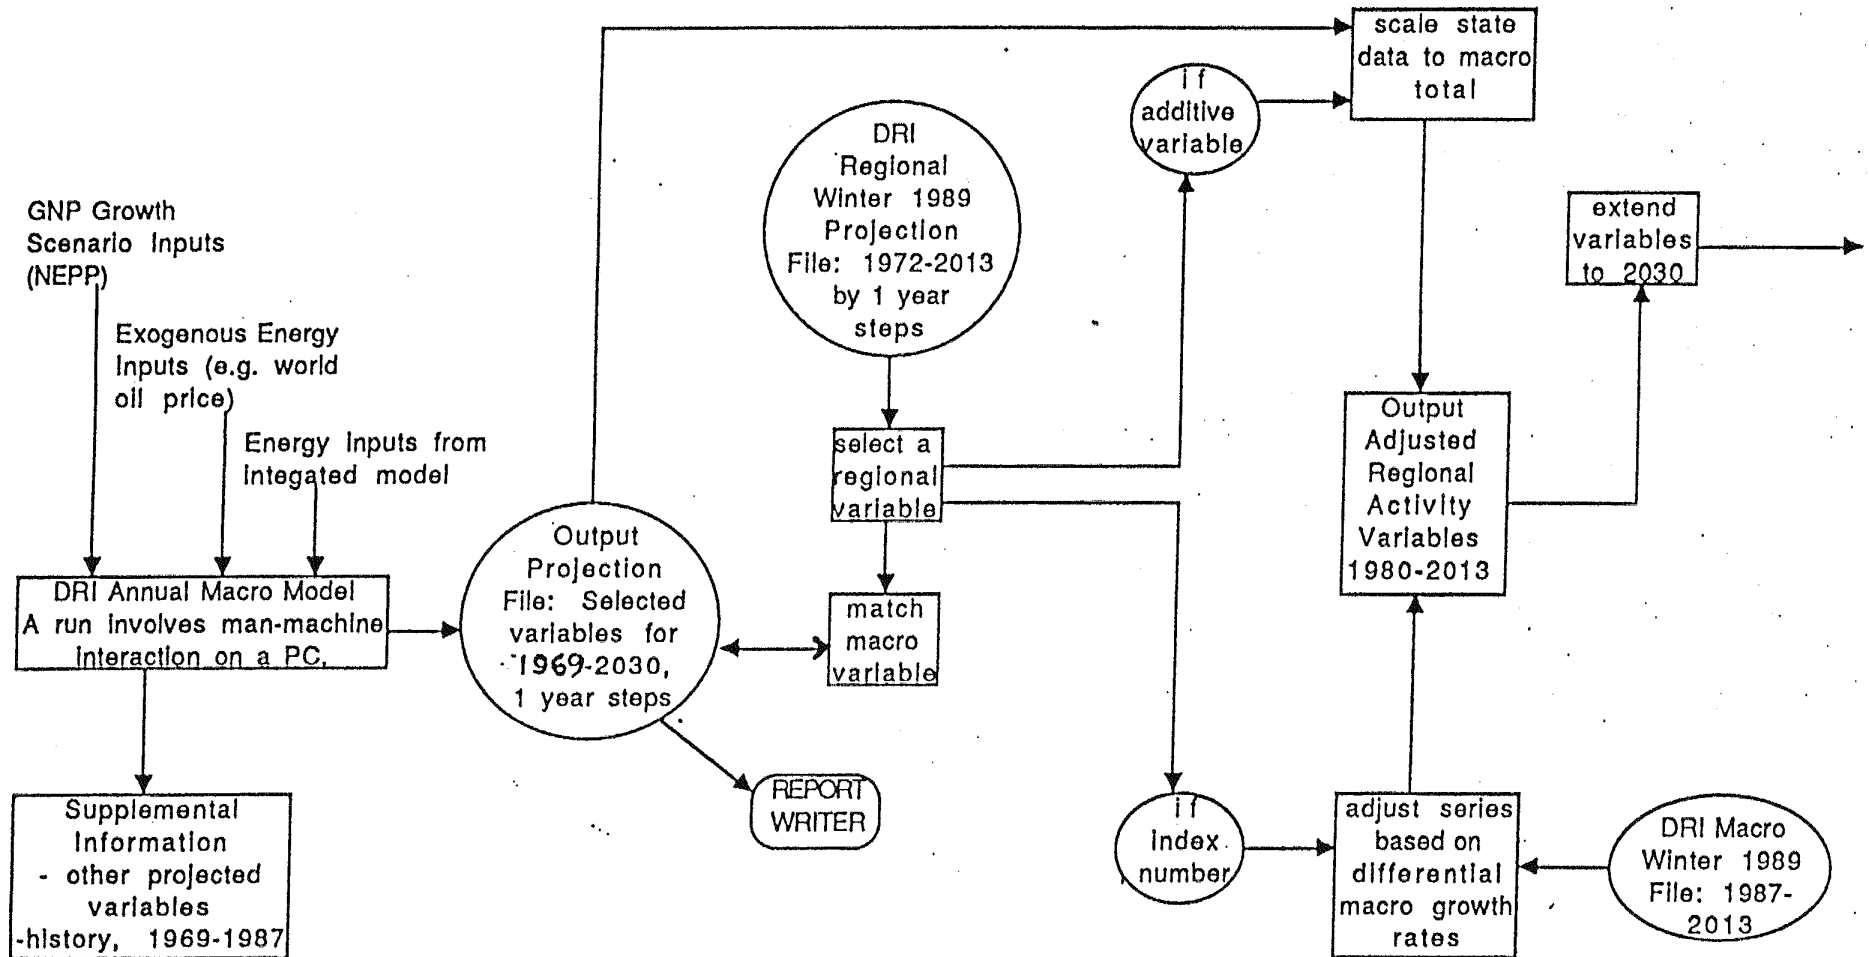 GNP Growth
Scenario Inputs
(NEPP)
Exogenous Energy
Inputs (e.g. world
oil price)
Energy Inputs from
Integated model
DRI Annual Macro Model
A run involves man-machine
interaction on a PC.
Supplemental
Information
- other projected
variables
-history, 1969-1987
Output
Projection
File: Selected
variables for
1969-2030,
1 year steps
REPORT
WRITER
DRI
Regional
Winter 1989
Projection
File: 1972-2013
by 1 year
steps
select a
regional
variable
match
macro
variable
if
additive
variable
scale state
data to macro
total
if
index
number
adjust series
based on
differential
macro growth
rates
DRI Macro
Winter 1989
File: 1987-
2013
Output
Adjusted
Regional
Activity
Variables
1980-2013
extend
variables
to 2030